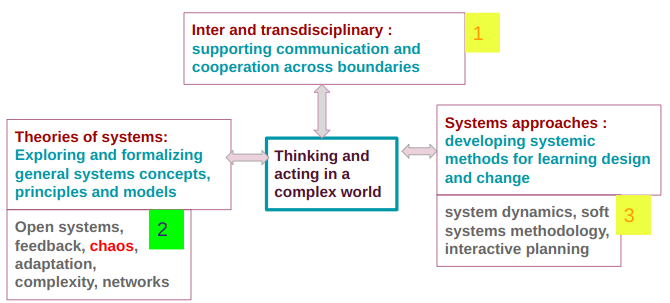 Inter and transdisciplinary :
supporting communication and
cooperation across boundaries
1
Theories of systems:
Exploring and formalizing
general systems concepts,
principles and models
Open systems,
feedback, chaos,
adaptation,
complexity, networks
2
Thinking and
acting in a
complex world
Systems approaches :
developing systemic
methods for learning design
and change
system dynamics, soft
systems methodology,
interactive planning
3